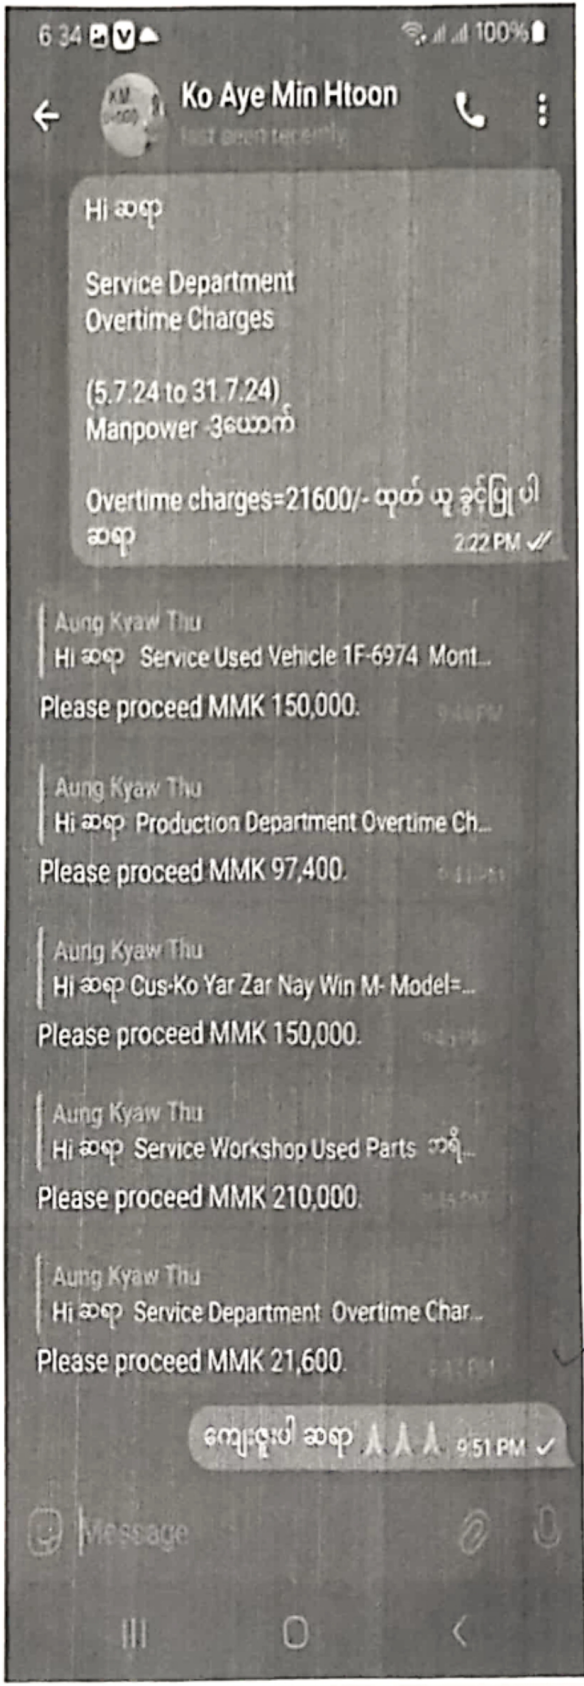 6 34
100%
Ko Aye Min Htoon
last seen recently
Hi ဆရာ
Service Department
Overtime Charges
(5.7.24 to 31.7.24)
Manpower -3ယောက်
Overtime charges=21600/- ထုတ် ယူ ခွင့်ပြု ပါ
ဆရာ
2:22 PM
Aung Kyaw Thu
Hi ဆရာ Service Used Vehicle 1F-6974 Mont...
Please proceed MMK 150,000.
Aung Kyaw Thu
Hi ဆရာ Production Department Overtime Ch...
Please proceed MMK 97,400.
Aung Kyaw Thu
Hi ဆရာ Cus-Ko Yar Zar Nay Win M- Model=...
Please proceed MMK 150,000.
Aung Kyaw Thu
Hi ဆရာ Service Workshop Used Parts ဘရိ...
Please proceed MMK 210,000.
Aung Kyaw Thu
Hi ဆရာ Service Department Overtime Char...
Please proceed MMK 21,600.
ကျေးဇူးပါ ဆရာ
9:51 PM
Message